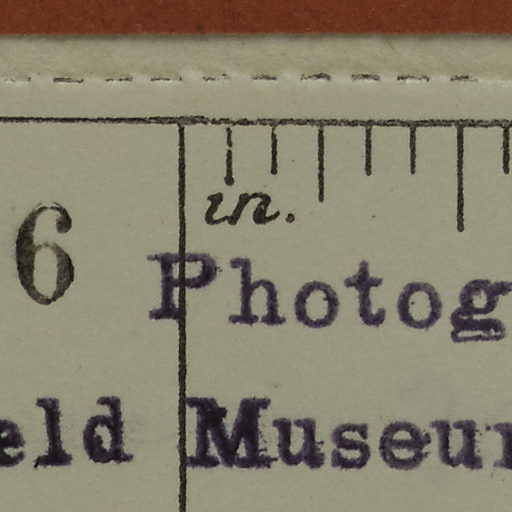 in.
6
Photog
eld Museu